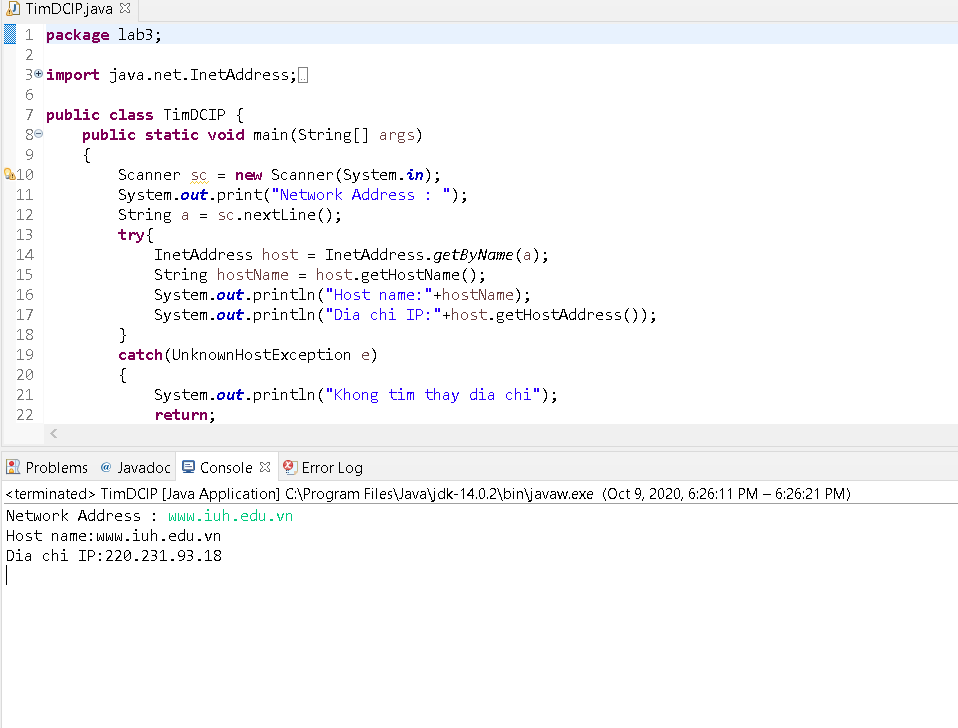 TimDCIP.java
1 package lab3;
2
3 import java.net.InetAddress;
6
7 public class TimDCIP {
8 public static void main(String[] args)
9 {
10 Scanner sc = new Scanner(System.in);
11 System.out.print("Network Address : ");
12 String a = sc.nextLine();
13 try{
14 InetAddress host = InetAddress.getByName(a);
15 String hostName = host.getHostName();
16 System.out.println("Host name:"+hostName);
17 System.out.println("Dia chi IP:"+host.getHostAddress());
18 }
19 catch(UnknownHostException e)
20 {
21 System.out.println("Khong tim thay dia chi");
22 return;
Problems @ Javadoc Console Error Log
<terminated> TimDCIP [Java Application] C:\Program Files\Java\jdk-14.0.2\bin\javaw.exe (Oct 9, 2020, 6:26:11 PM – 6:26:21 PM)
Network Address : www.iuh.edu.vn
Host name:www.iuh.edu.vn
Dia chi IP:220.231.93.18